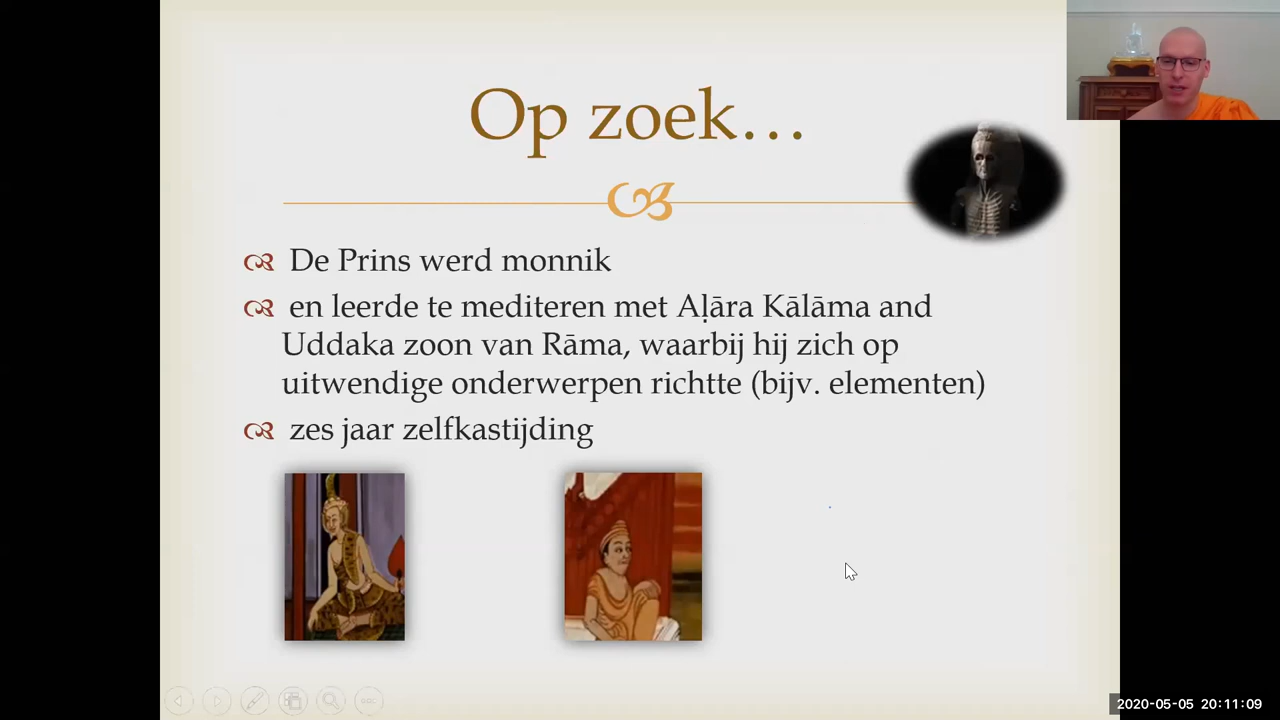 Op zoek…
De Prins werd monnik
en leerde te mediteren met Aḷāra Kālāma and
Uddaka zoon van Rāma, waarbij hij zich op
uitwendige onderwerpen richtte (bijv. elementen)
zes jaar zelfkastijding
2020-05-05 20:11:09